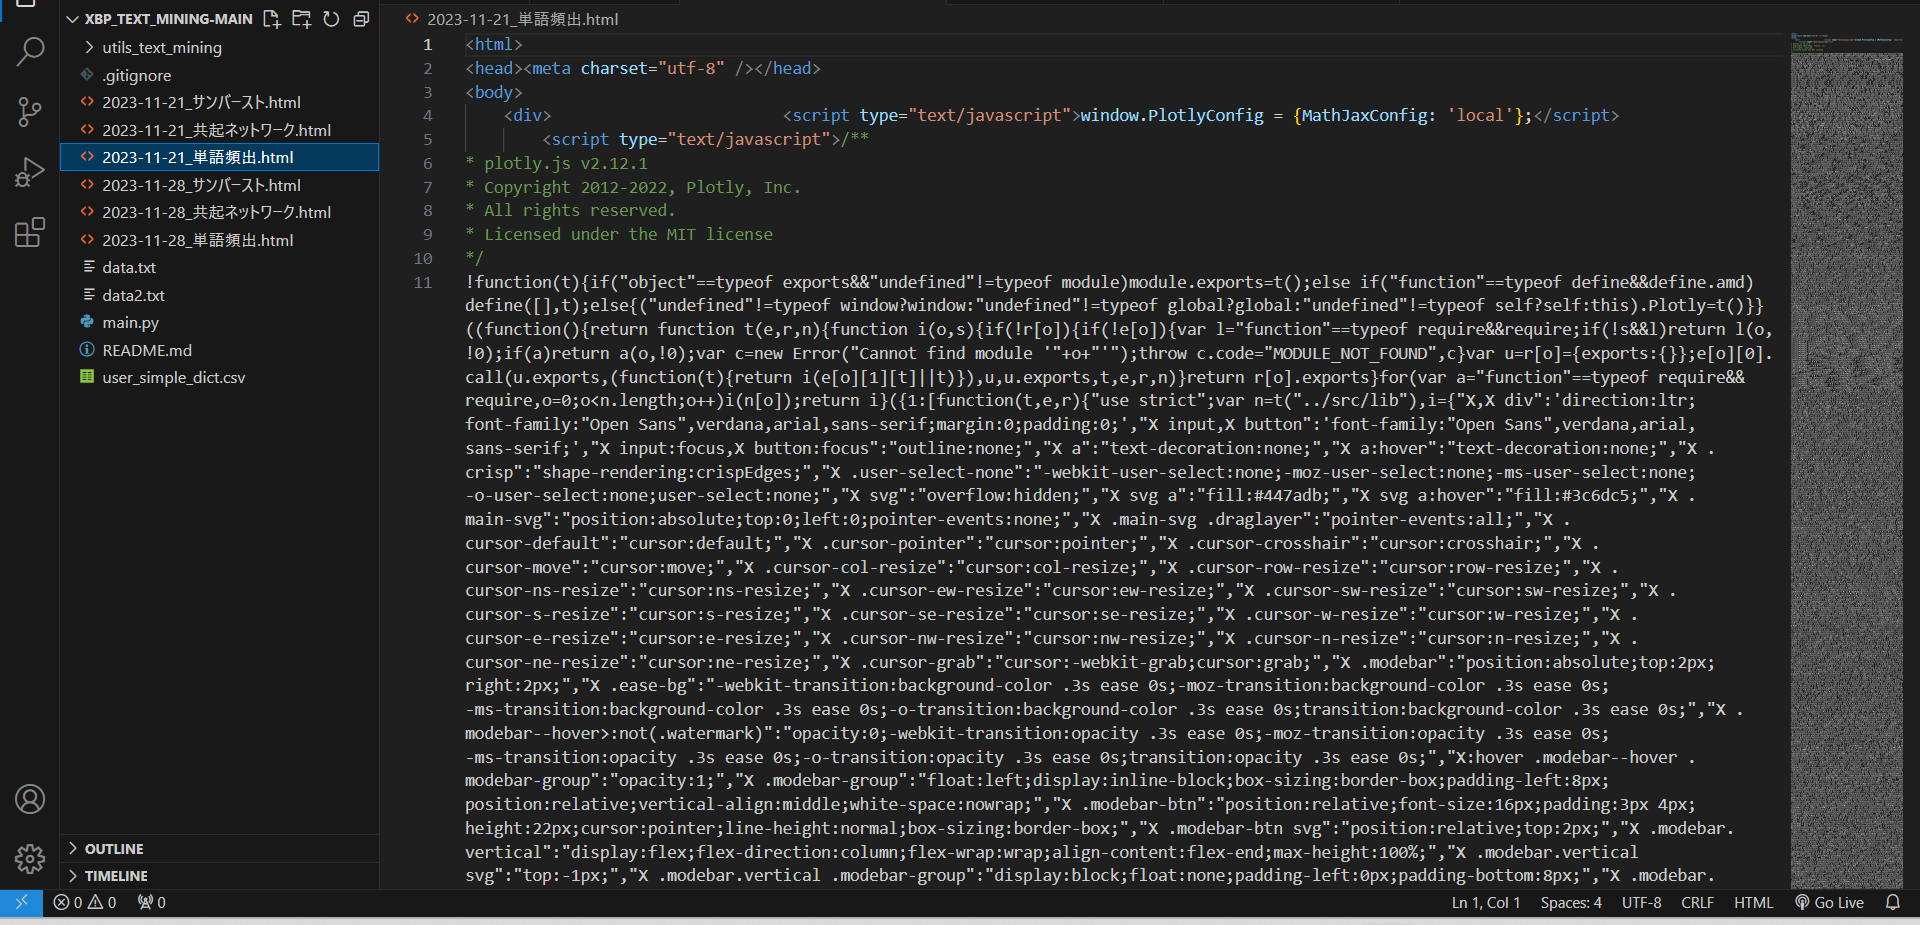 XBP_TEXT_MINING-MAIN
utils_text_mining
.gitignore
2023-11-21_サンバースト.html
2023-11-21_共起ネットワーク.html
2023-11-21_単語頻出.html
2023-11-28_サンバースト.html
2023-11-28_共起ネットワーク.html
2023-11-28_単語頻出.html
data.txt
data2.txt
main.py
README.md
user_simple_dict.csv
OUTLINE
TIMELINE
2023-11-21_単語頻出.html
1 <html>
2 <head><meta charset="utf-8" /></head>
3 <body>
4 <div> <script type="text/javascript">window.PlotlyConfig = {MathJaxConfig: 'local'};</script>
5 <script type="text/javascript">/**
6 * plotly.js v2.12.1
7 * Copyright 2012-2022, Plotly, Inc.
8 * All rights reserved.
9 * Licensed under the MIT license
10 */
11 !function(t){if("object"==typeof exports&&"undefined"!=typeof module)module.exports=t();else if("function"==typeof define&&define.amd)
define([],t);else{("undefined"!=typeof window?window:"undefined"!=typeof global?global:"undefined"!=typeof self?self:this).Plotly=t()}}
((function(){return function t(e,r,n){function i(o,s){if(!r[o]){if(!e[o]){var l="function"==typeof require&&require;if(!s&&l)return l(o,
!0);if(a)return a(o,!0);var c=new Error("Cannot find module '"+o+"'");throw c.code="MODULE_NOT_FOUND",c}var u=r[o]={exports:{}};e[o][0].
call(u.exports,(function(t){return i(e[o][1][t]||t)}),u,u.exports,t,e,r,n)}return r[o].exports}for(var a="function"==typeof require&&
require,o=0;o<n.length;o++)i(n[o]);return i}({1:[function(t,e,r){"use strict";var n=t("../src/lib"),i={"X,X div":'direction:ltr;
font-family:"Open Sans",verdana,arial,sans-serif;margin:0;padding:0;',"X input,X button":'font-family:"Open Sans",verdana,arial,
sans-serif;',"X input:focus,X button:focus":"outline:none;","X a":"text-decoration:none;","X a:hover":"text-decoration:none;","X .
crisp":"shape-rendering:crispEdges;","X .user-select-none":"-webkit-user-select:none;-moz-user-select:none;-ms-user-select:none;
-o-user-select:none;user-select:none;","X svg":"overflow:hidden;","X svg a":"fill:#447adb;","X svg a:hover":"fill:#3c6dc5;","X .
main-svg":"position:absolute;top:0;left:0;pointer-events:none;","X .main-svg .draglayer":"pointer-events:all;","X .
cursor-default":"cursor:default;","X .cursor-pointer":"cursor:pointer;","X .cursor-crosshair":"cursor:crosshair;","X .
cursor-move":"cursor:move;","X .cursor-col-resize":"cursor:col-resize;","X .cursor-row-resize":"cursor:row-resize;","X .
cursor-ns-resize":"cursor:ns-resize;","X .cursor-ew-resize":"cursor:ew-resize;","X .cursor-sw-resize":"cursor:sw-resize;","X .
cursor-s-resize":"cursor:s-resize;","X .cursor-se-resize":"cursor:se-resize;","X .cursor-w-resize":"cursor:w-resize;","X .
cursor-e-resize":"cursor:e-resize;","X .cursor-nw-resize":"cursor:nw-resize;","X .cursor-n-resize":"cursor:n-resize;","X .
cursor-ne-resize":"cursor:ne-resize;","X .cursor-grab":"cursor:-webkit-grab;cursor:grab;","X .modebar":"position:absolute;top:2px;
right:2px;","X .ease-bg":"-webkit-transition:background-color .3s ease 0s;-moz-transition:background-color .3s ease 0s;
-ms-transition:background-color .3s ease 0s;-o-transition:background-color .3s ease 0s;transition:background-color .3s ease 0s;","X .
modebar--hover>:not(.watermark)":"opacity:0;-webkit-transition:opacity .3s ease 0s;-moz-transition:opacity .3s ease 0s;
-ms-transition:opacity .3s ease 0s;-o-transition:opacity .3s ease 0s;transition:opacity .3s ease 0s;","X:hover .modebar--hover .
modebar-group":"opacity:1;","X .modebar-group":"float:left;display:inline-block;box-sizing:border-box;padding-left:8px;
position:relative;vertical-align:middle;white-space:nowrap;","X .modebar-btn":"position:relative;font-size:16px;padding:3px 4px;
height:22px;cursor:pointer;line-height:normal;box-sizing:border-box;","X .modebar-btn svg":"position:relative;top:2px;","X .modebar.
vertical":"display:flex;flex-direction:column;flex-wrap:wrap;align-content:flex-end;max-height:100%;","X .modebar.vertical
svg":"top:-1px;","X .modebar.vertical .modebar-group":"display:block;float:none;padding-left:0px;padding-bottom:8px;","X .modebar.
0 0 0
Ln 1, Col 1 Spaces: 4 UTF-8 CRLF HTML Go Live